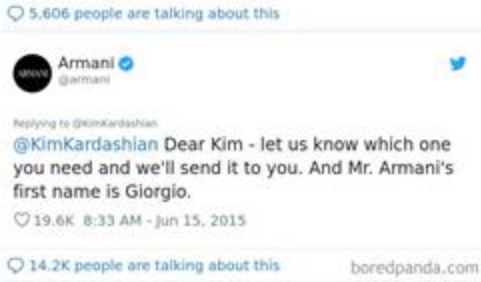 5,606 people are talking about this
ARMANI
Armani
@armani
Replying to @KimKardashian
@KimKardashian Dear Kim - let us know which one
you need and we'll send it to you. And Mr. Armani's
first name is Giorgio.
19.6K 8:33 AM - Jun 15, 2015
14.2K people are talking about this
boredpanda.com